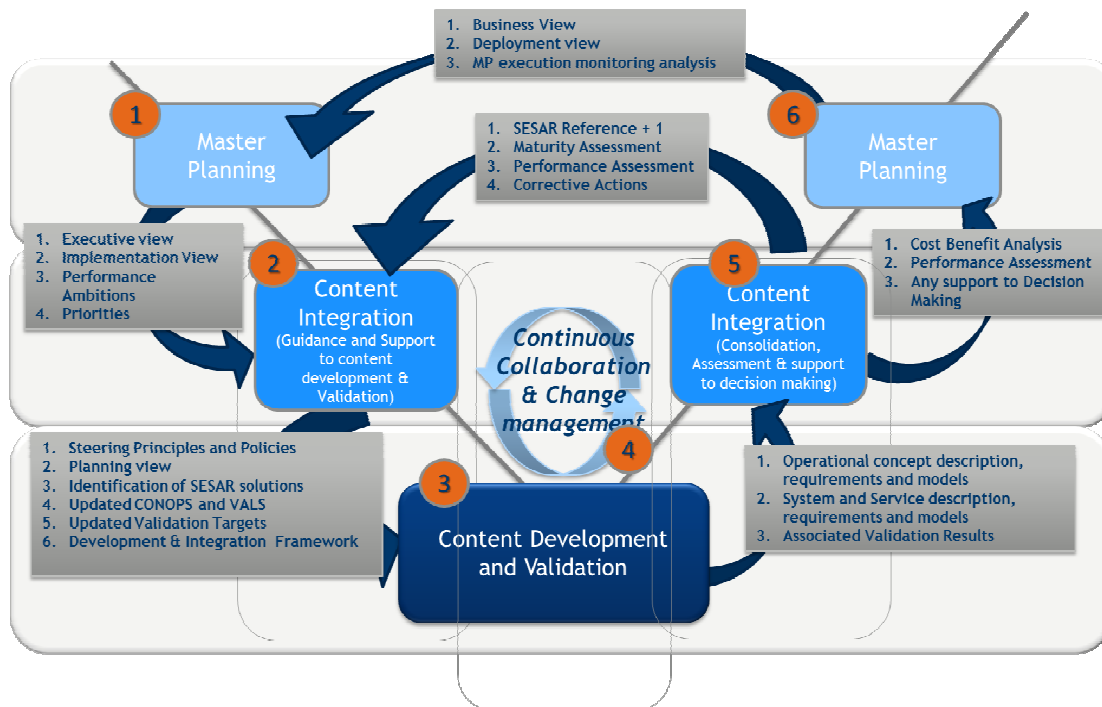 1. Business View
2. Deployment view
3. MP execution monitoring analysis
1
Master
Planning
6
Master
Planning
1. SESAR Reference + 1
2. Maturity Assessment
3. Performance Assessment
4. Corrective Actions
1. Executive view
2. Implementation View
3. Performance
Ambitions
4. Priorities
1. Cost Benefit Analysis
2. Performance Assessment
3. Any support to Decision
Making
2
Content
Integration
(Guidance and Support
to content
development &
Validation)
Continuous
Collaboration
& Change
management
5
Content
Integration
(Consolidation,
Assessment & support
to decision making)
1. Steering Principles and Policies
2. Planning view
3. Identification of SESAR solutions
4. Updated CONOPS and VALS
5. Updated Validation Targets
6. Development & Integration Framework
3
4
Content Development
and Validation
1. Operational concept description,
requirements and models
2. System and Service description,
requirements and models
3. Associated Validation Results